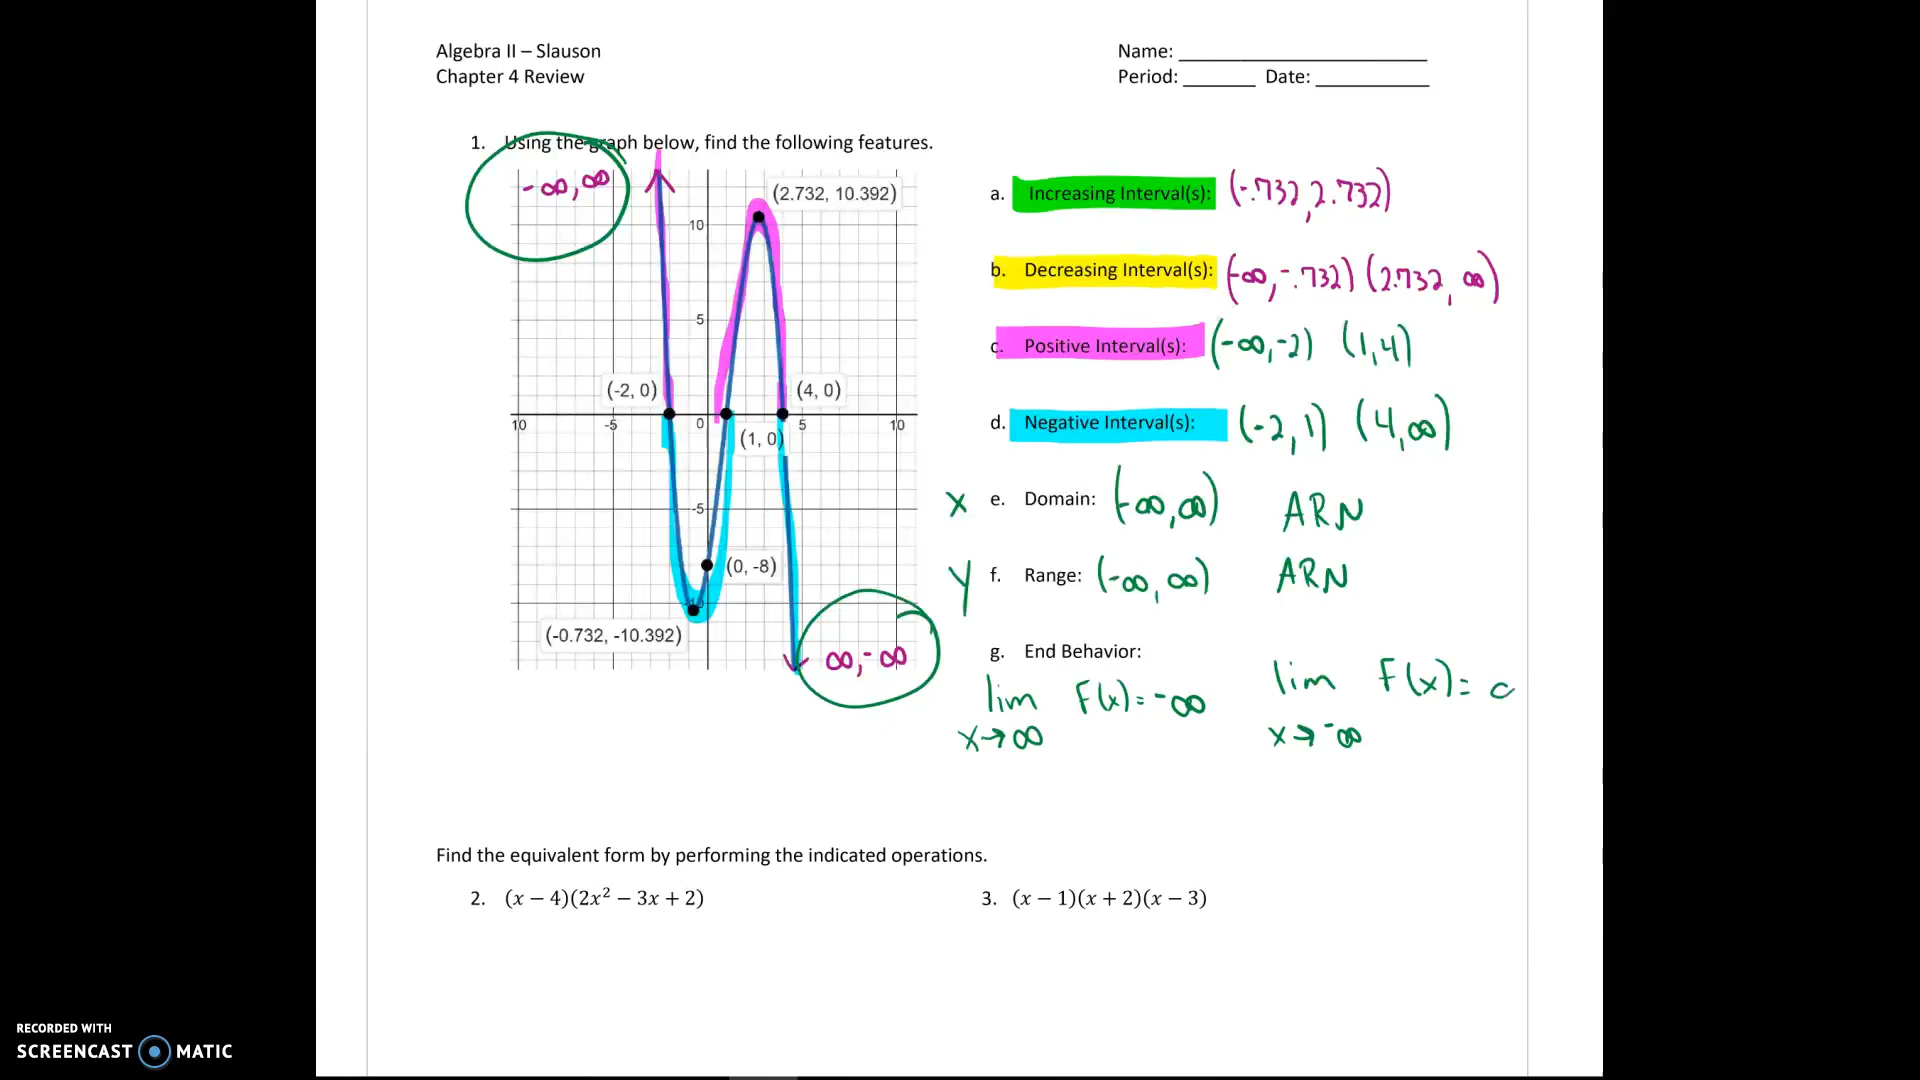 Algebra II – Slauson
Name: ____________
Chapter 4 Review
Period: ______ Date: __________
1. Using the graph below, find the following features.
-∞, ∞
(2.732, 10.392)
10
5
(-2, 0)
(4, 0)
10
-5
0
5
10
(1, 0)
-5
(0, -8)
(-0.732, -10.392)
∞, -∞
a. Increasing Interval(s): (-.732, 2.732)
b. Decreasing Interval(s): (-∞, -.732) (2.732, ∞)
c. Positive Interval(s): (-∞, -2) (1, 4)
d. Negative Interval(s): (-2, 1) (4, ∞)
X e. Domain: (-∞, ∞) ARN
Y f. Range: (-∞, ∞) ARN
g. End Behavior:
lim F(x) = -∞
x→∞
lim F(x) =
x→-∞
Find the equivalent form by performing the indicated operations.
2. (x − 4)(2x² − 3x + 2)
3. (x − 1)(x + 2)(x − 3)
RECORDED WITH
SCREENCAST MATIC